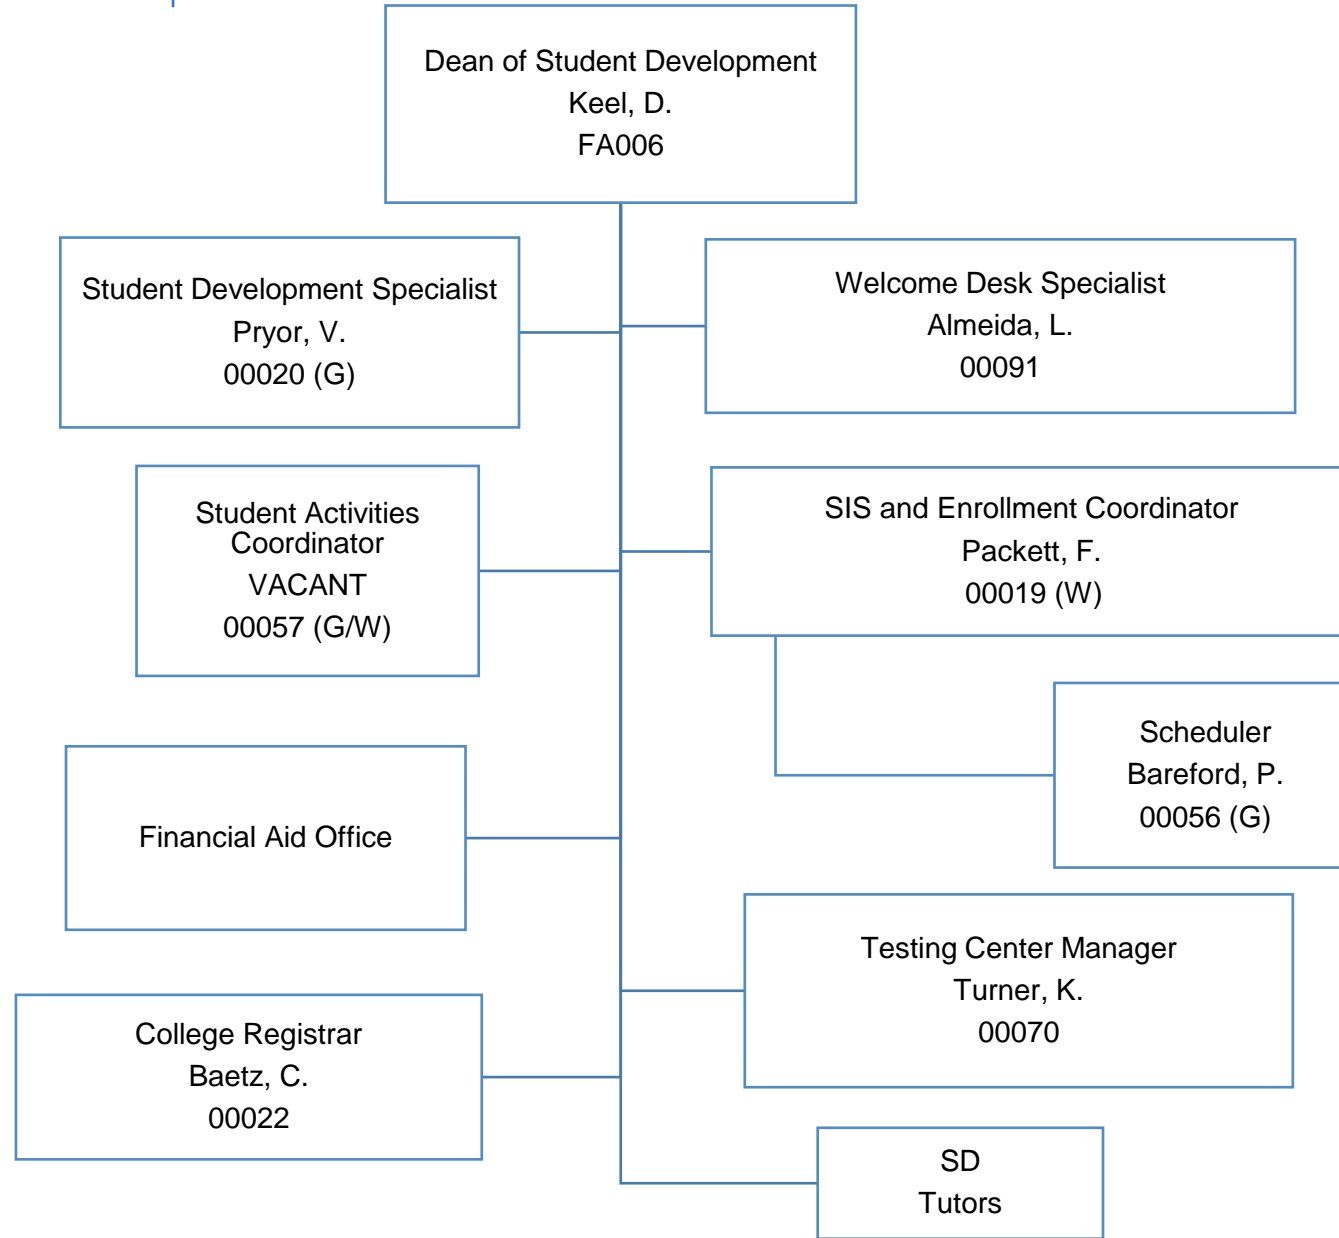 Dean of Student Development
Keel, D.
FA006
Student Development Specialist
Pryor, V.
00020 (G)
Welcome Desk Specialist
Almeida, L.
00091
Student Activities
Coordinator
VACANT
00057 (G/W)
SIS and Enrollment Coordinator
Packett, F.
00019 (W)
Scheduler
Bareford, P.
00056 (G)
Financial Aid Office
Testing Center Manager
Turner, K.
00070
College Registrar
Baetz, C.
00022
SD
Tutors